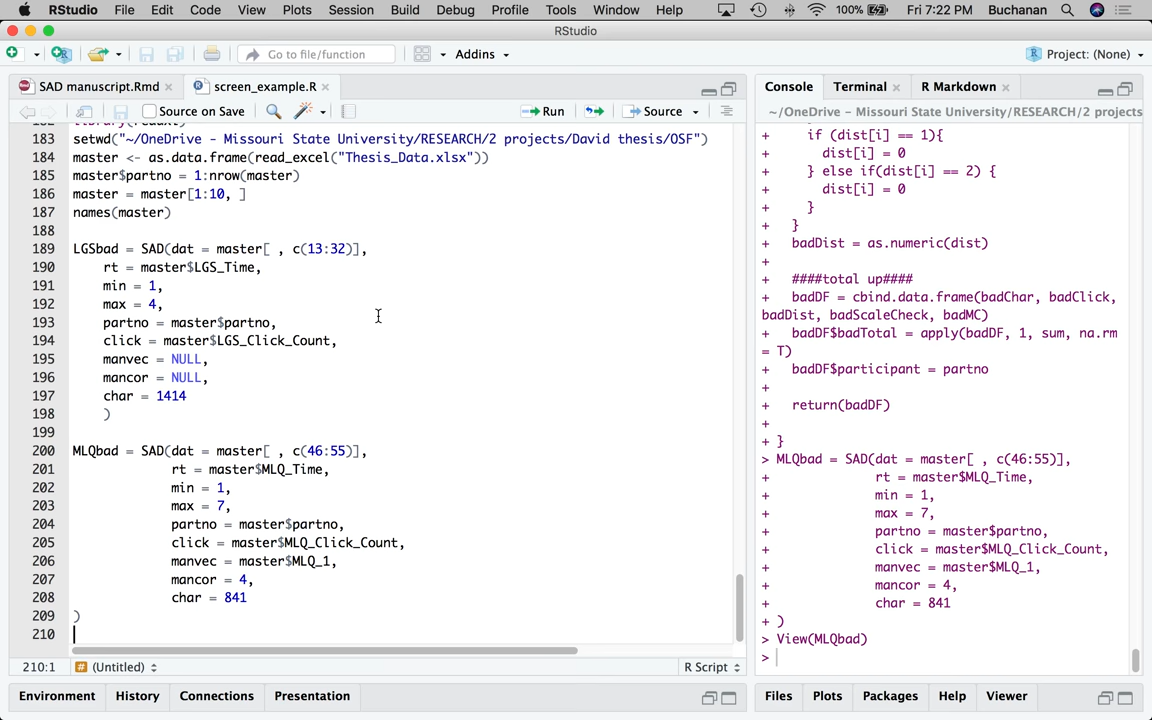 RStudio File Edit Code View Plots Session Build Debug Profile Tools Window Help 100% Fri 7:22 PM Buchanan
RStudio
Go to file/function Addins Project: (None)
SAD manuscript.Rmd screen_example.R
Source on Save Run Source
183 setwd("~/OneDrive - Missouri State University/RESEARCH/2 projects/David thesis/OSF")
184 master <- as.data.frame(read_excel("Thesis_Data.xlsx"))
185 master$partno = 1:nrow(master)
186 master = master[1:10, ]
187 names(master)
188
189 LGSbad = SAD(dat = master[ , c(13:32)],
190 rt = master$LGS_Time,
191 min = 1,
192 max = 4,
193 partno = master$partno,
194 click = master$LGS_Click_Count,
195 manvec = NULL,
196 mancor = NULL,
197 char = 1414
198 )
199
200 MLQbad = SAD(dat = master[ , c(46:55)],
201 rt = master$MLQ_Time,
202 min = 1,
203 max = 7,
204 partno = master$partno,
205 click = master$MLQ_Click_Count,
206 manvec = master$MLQ_1,
207 mancor = 4,
208 char = 841
209 )
210
210:1 (Untitled) R Script
Environment History Connections Presentation
Console Terminal R Markdown
~/OneDrive - Missouri State University/RESEARCH/2 projects
+ if (dist[i] == 1){
+ dist[i] = 0
+ } else if(dist[i] == 2) {
+ dist[i] = 0
+ }
+ }
+ badDist = as.numeric(dist)
+
+ ####total up####
+ badDF = cbind.data.frame(badChar, badClick,
badDist, badScaleCheck, badMC)
+ badDF$badTotal = apply(badDF, 1, sum, na.rm
= T)
+ badDF$participant = partno
+
+ return(badDF)
+
+ }
> MLQbad = SAD(dat = master[ , c(46:55)],
+ rt = master$MLQ_Time,
+ min = 1,
+ max = 7,
+ partno = master$partno,
+ click = master$MLQ_Click_Count,
+ manvec = master$MLQ_1,
+ mancor = 4,
+ char = 841
+ )
> View(MLQbad)
>
Files Plots Packages Help Viewer